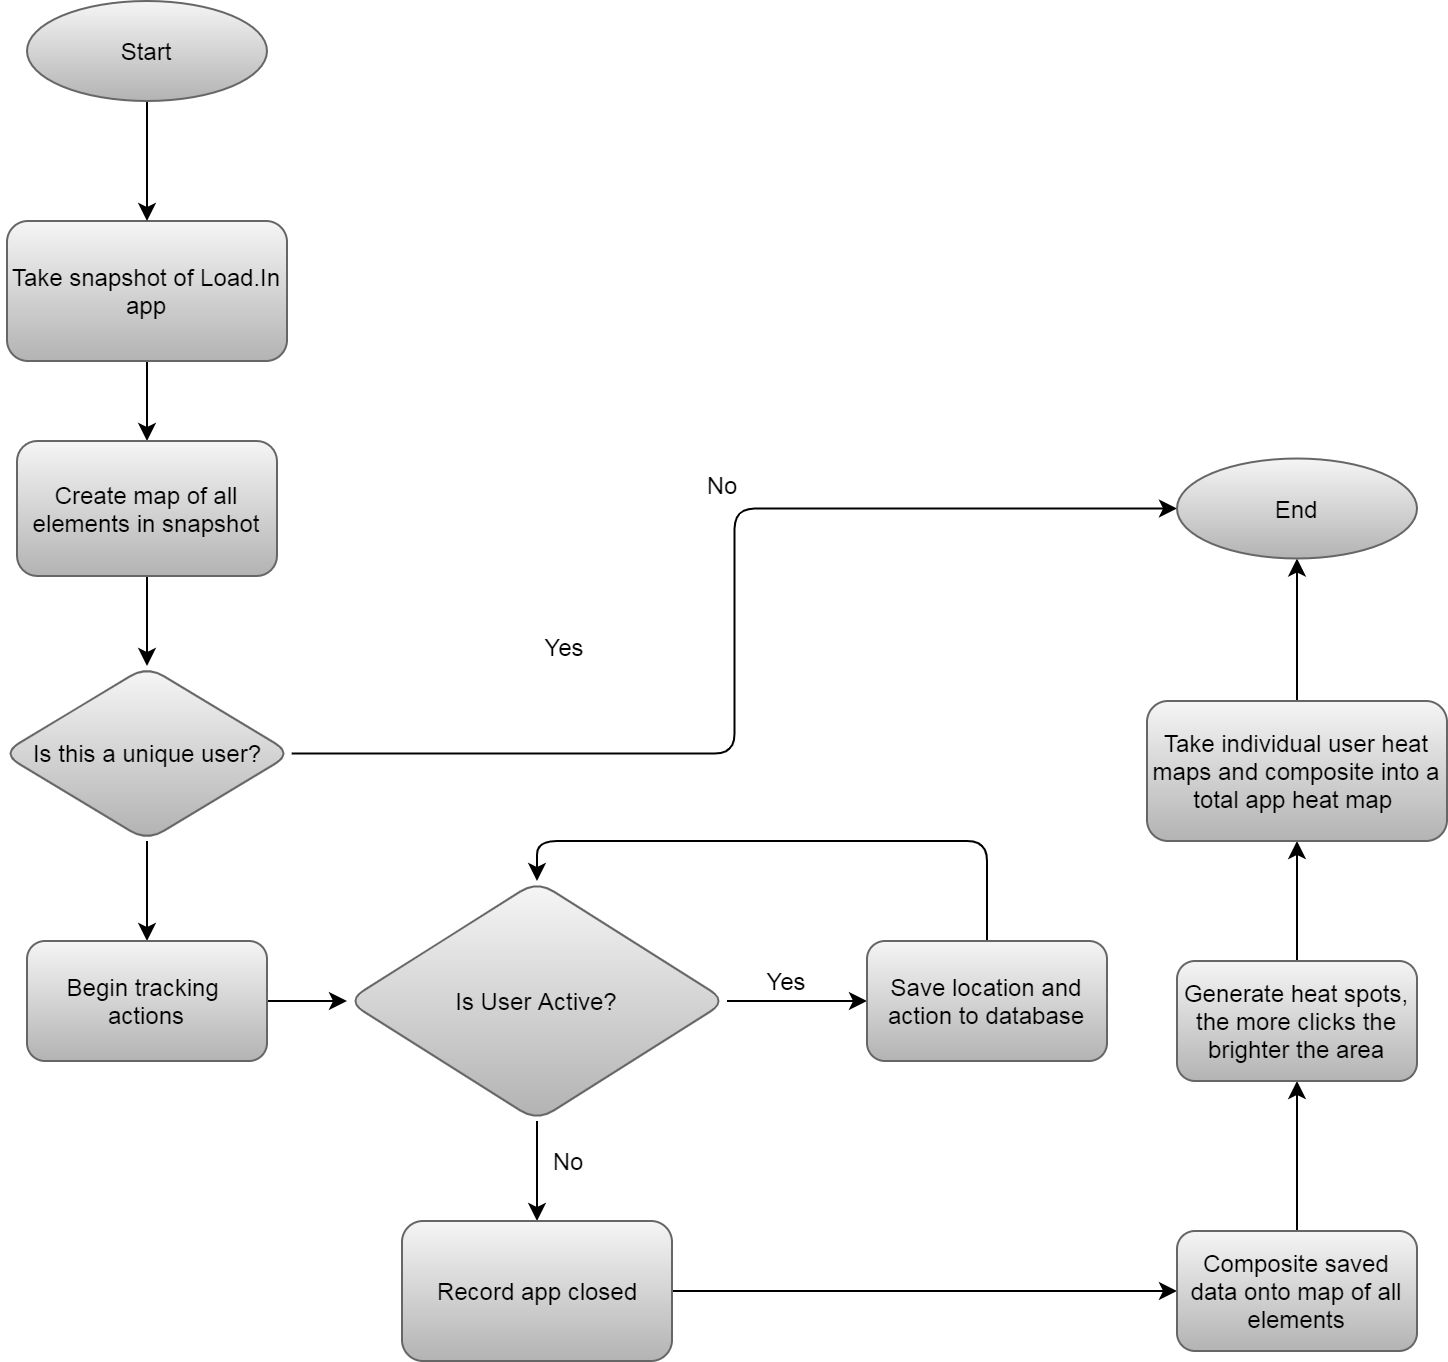 Start
Take snapshot of Load.In
app
Create map of all
elements in snapshot
No
End
Yes
Is this a unique user?
Take individual user heat
maps and composite into a
total app heat map
Begin tracking
actions
Is User Active?
Yes
Save location and
action to database
Generate heat spots,
the more clicks the
brighter the area
No
Record app closed
Composite saved
data onto map of all
elements